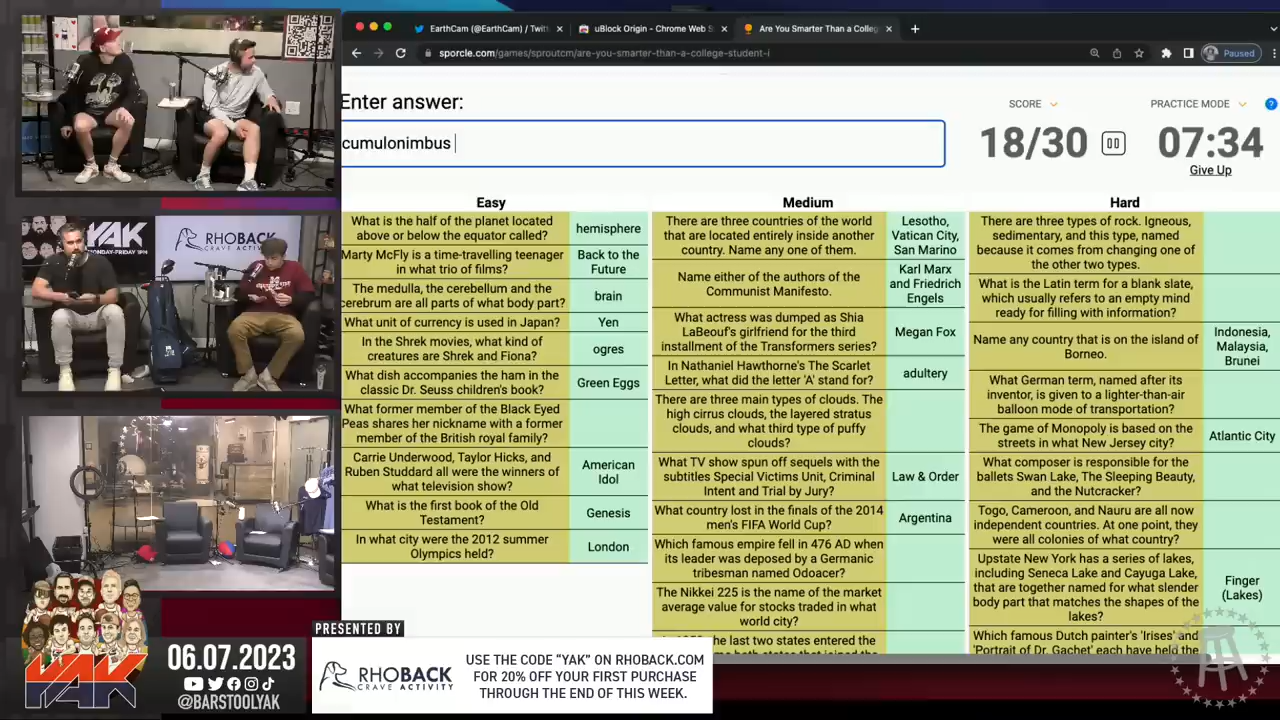 EarthCam (@EarthCam) / Twitt
uBlock Origin - Chrome Web S
Are You Smarter Than a Colleg
sporcle.com/games/sproutcm/are-you-smarter-than-a-college-student-i
Paused
Enter answer:
cumulonimbus
SCORE
18/30
PRACTICE MODE
07:34
Give Up
Easy
What is the half of the planet located
above or below the equator called?
hemisphere
Marty McFly is a time-travelling teenager
in what trio of films?
Back to the
Future
The medulla, the cerebellum and the
cerebrum are all parts of what body part?
brain
What unit of currency is used in Japan?
Yen
In the Shrek movies, what kind of
creatures are Shrek and Fiona?
ogres
What dish accompanies the ham in the
classic Dr. Seuss children's book?
Green Eggs
What former member of the Black Eyed
Peas shares her nickname with a former
member of the British royal family?
Carrie Underwood, Taylor Hicks, and
Ruben Studdard all were the winners of
what television show?
American
Idol
What is the first book of the Old
Testament?
Genesis
In what city were the 2012 summer
Olympics held?
London
Medium
There are three countries of the world
that are located entirely inside another
country. Name any one of them.
Lesotho,
Vatican City,
San Marino
Name either of the authors of the
Communist Manifesto.
Karl Marx
and Friedrich
Engels
What actress was dumped as Shia
LaBeouf's girlfriend for the third
installment of the Transformers series?
Megan Fox
In Nathaniel Hawthorne's The Scarlet
Letter, what did the letter 'A' stand for?
adultery
There are three main types of clouds. The
high cirrus clouds, the layered stratus
clouds, and what third type of puffy
clouds?
What TV show spun off sequels with the
subtitles Special Victims Unit, Criminal
Intent and Trial by Jury?
Law & Order
What country lost in the finals of the 2014
men's FIFA World Cup?
Argentina
Which famous empire fell in 476 AD when
its leader was deposed by a Germanic
tribesman named Odoacer?
The Nikkei 225 is the name of the market
average value for stocks traded in what
world city?
the last two states entered the
Hard
There are three types of rock. Igneous,
sedimentary, and this type, named
because it comes from changing one of
the other two types.
What is the Latin term for a blank slate,
which usually refers to an empty mind
ready for filling with information?
Name any country that is on the island of
Borneo.
Indonesia,
Malaysia,
Brunei
What German term, named after its
inventor, is given to a lighter-than-air
balloon mode of transportation?
The game of Monopoly is based on the
streets in what New Jersey city?
Atlantic City
What composer is responsible for the
ballets Swan Lake, The Sleeping Beauty,
and the Nutcracker?
Togo, Cameroon, and Nauru are all now
independent countries. At one point, they
were all colonies of what country?
Upstate New York has a series of lakes,
including Seneca Lake and Cayuga Lake,
that are together named for what slender
body part that matches the shapes of the
lakes?
Finger
(Lakes)
Which famous Dutch painter's 'Irises' and
'Portrait of Dr. Gachet' each have held the
YAK
MONDAY-FRIDAY 1PM
RHOBACK
CRAVE ACTIVITY
YAK
06.07.2023
@BARSTOOLYAK
PRESENTED BY
RHOBACK
CRAVE ACTIVITY
USE THE CODE "YAK" ON RHOBACK.COM
FOR 20% OFF YOUR FIRST PURCHASE
THROUGH THE END OF THIS WEEK.